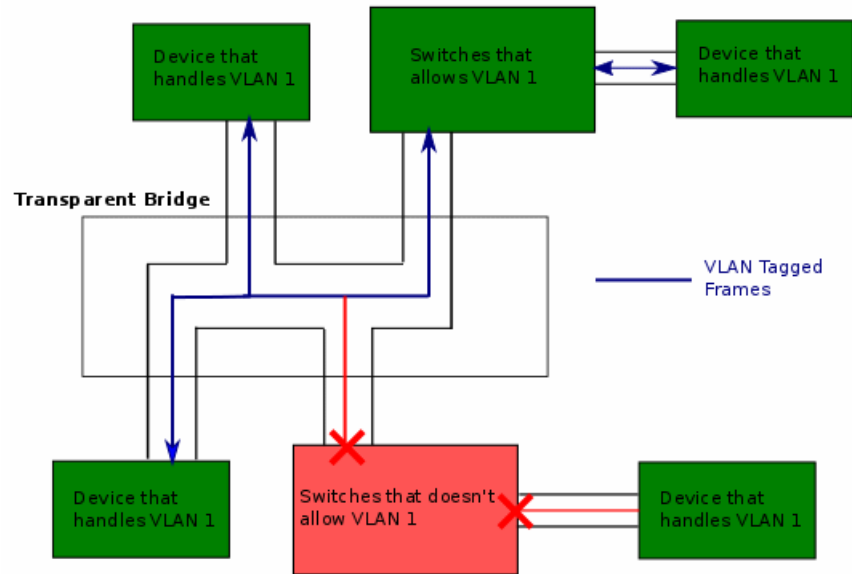 Device that
handles VLAN 1
Switches that
allows VLAN 1
Device that
handles VLAN 1
Transparent Bridge
VLAN Tagged
Frames
Device that
handles VLAN 1
Switches that doesn't
allow VLAN 1
Device that
handles VLAN 1